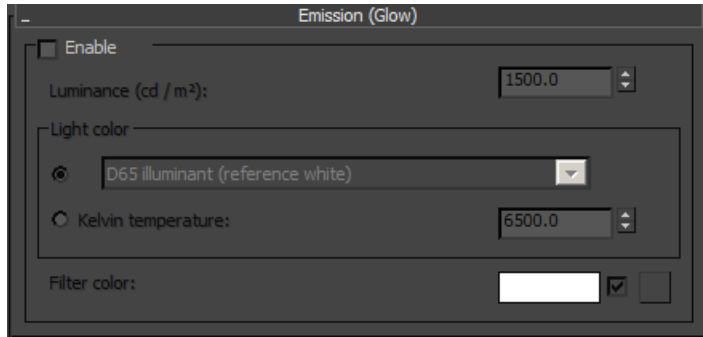 Emission (Glow)
Enable
Luminance (cd / m²):
1500.0
Light color
D65 illuminant (reference white)
Kelvin temperature:
6500.0
Filter color: